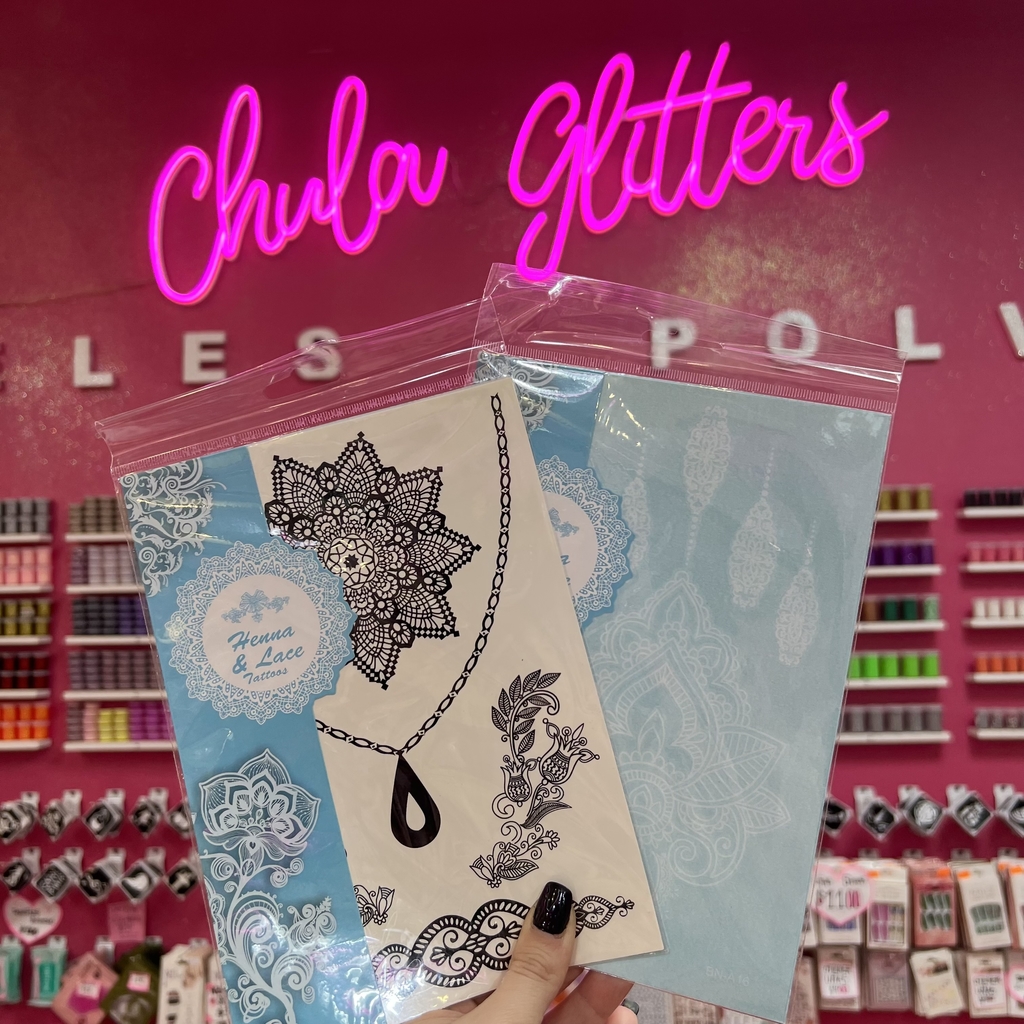 Chula Glitters
LES POLV
Henna
& Lace
Tattoos